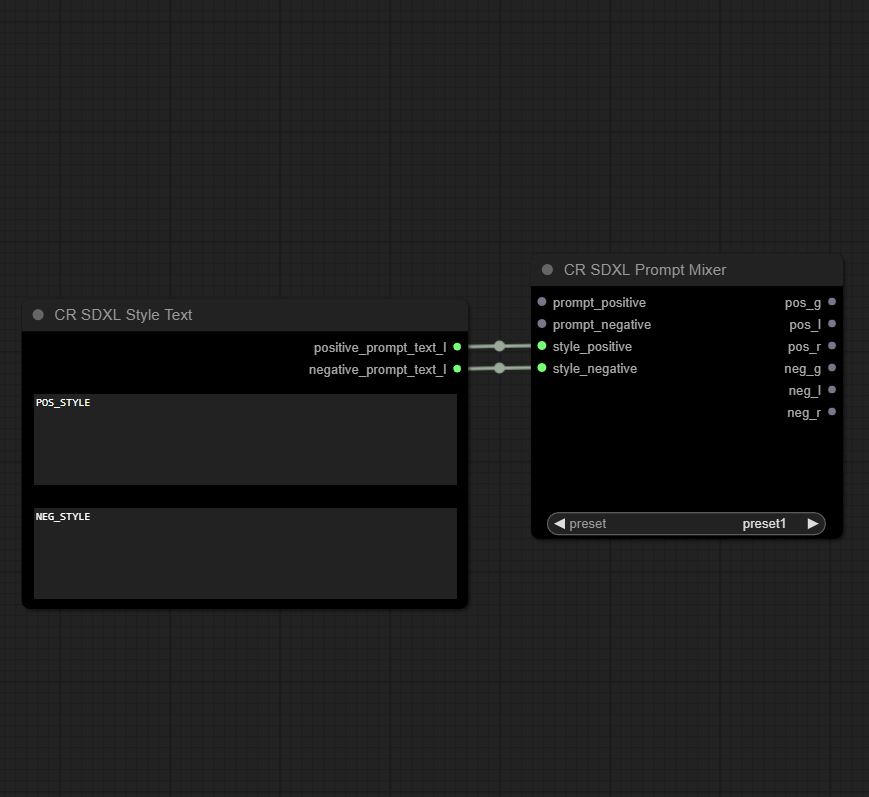 CR SDXL Style Text
positive_prompt_text_l
negative_prompt_text_l
POS_STYLE
NEG_STYLE
CR SDXL Prompt Mixer
prompt_positive pos_g
prompt_negative pos_l
style_positive pos_r
style_negative neg_g
neg_l
neg_r
preset preset1